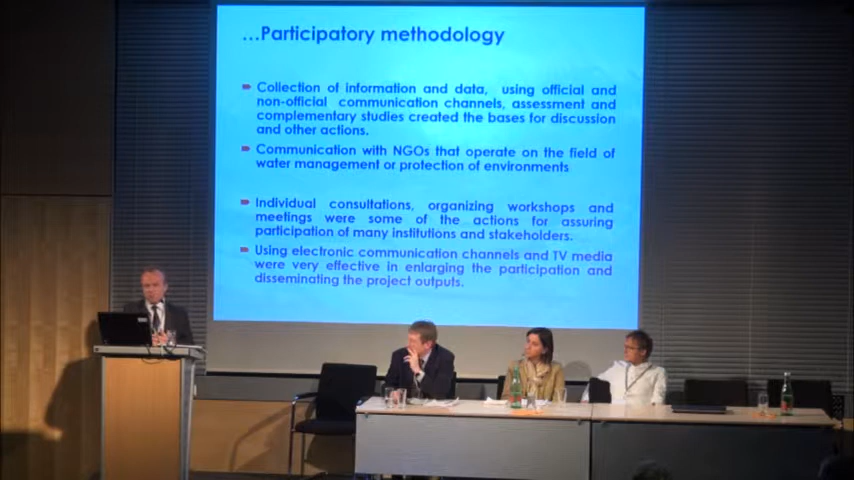 ...Participatory methodology
Collection of information and data, using official and
non-official communication channels, assessment and
complementary studies created the bases for discussion
and other actions.
Communication with NGOs that operate on the field of
water management or protection of environments
Individual consultations, organizing workshops and
meetings were some of the actions for assuring
participation of many institutions and stakeholders.
Using electronic communication channels and TV media
were very effective in enlarging the participation and
disseminating the project outputs.